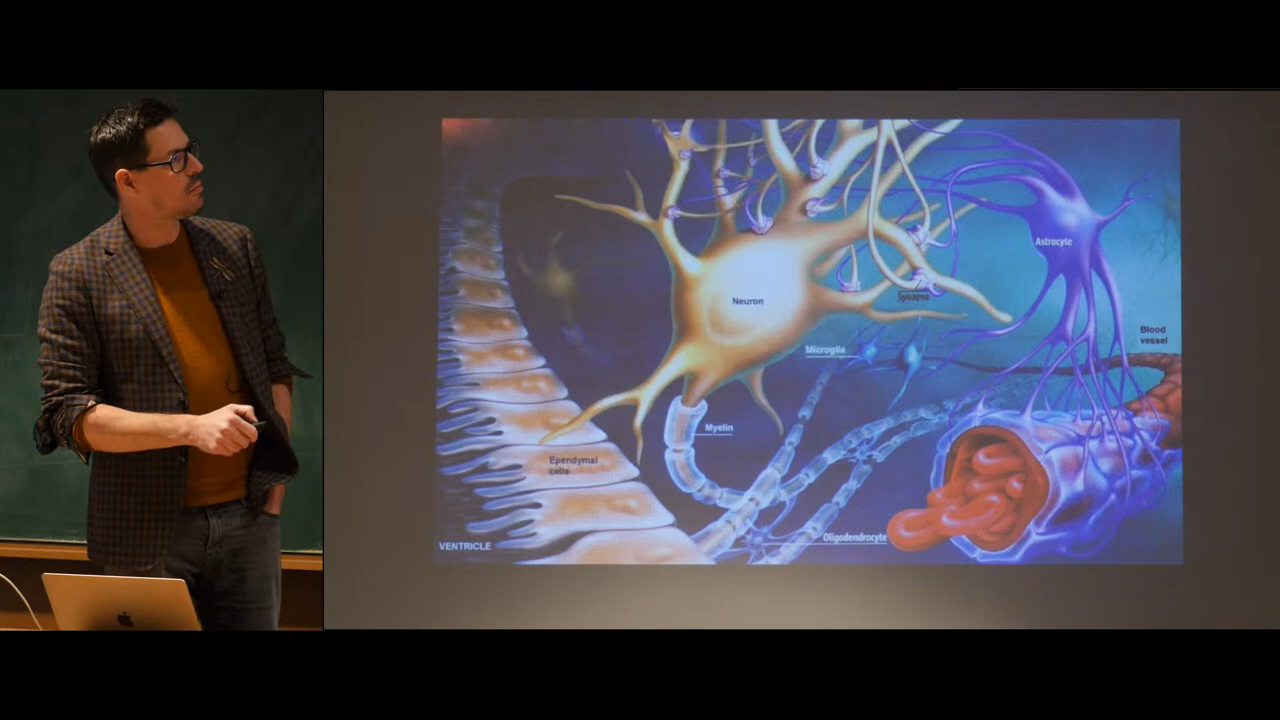 Astrocyte
Neuron
Synapse
Blood
vessel
Microglia
Myelin
Ependymal
cells
Oligodendrocyte
VENTRICLE